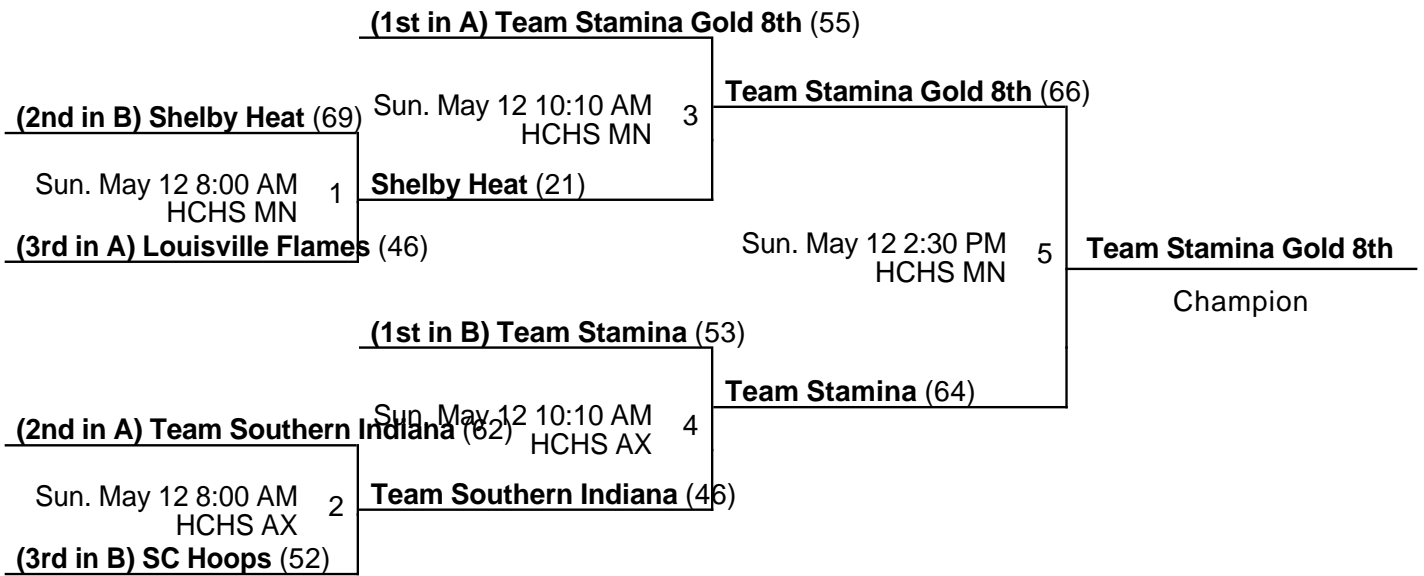 (1st in A) Team Stamina Gold 8th (55)
Sun. May 12 10:10 AM
HCHS MN
3
Team Stamina Gold 8th (66)
(2nd in B) Shelby Heat (69)
Sun. May 12 8:00 AM
HCHS MN
1
Shelby Heat (21)
(3rd in A) Louisville Flames (46)
Sun. May 12 2:30 PM
HCHS MN
5
Team Stamina Gold 8th
Champion
(1st in B) Team Stamina (53)
Sun. May 12 10:10 AM
HCHS AX
4
Team Stamina (64)
(2nd in A) Team Southern Indiana (62)
Sun. May 12 8:00 AM
HCHS AX
2
Team Southern Indiana (46)
(3rd in B) SC Hoops (52)